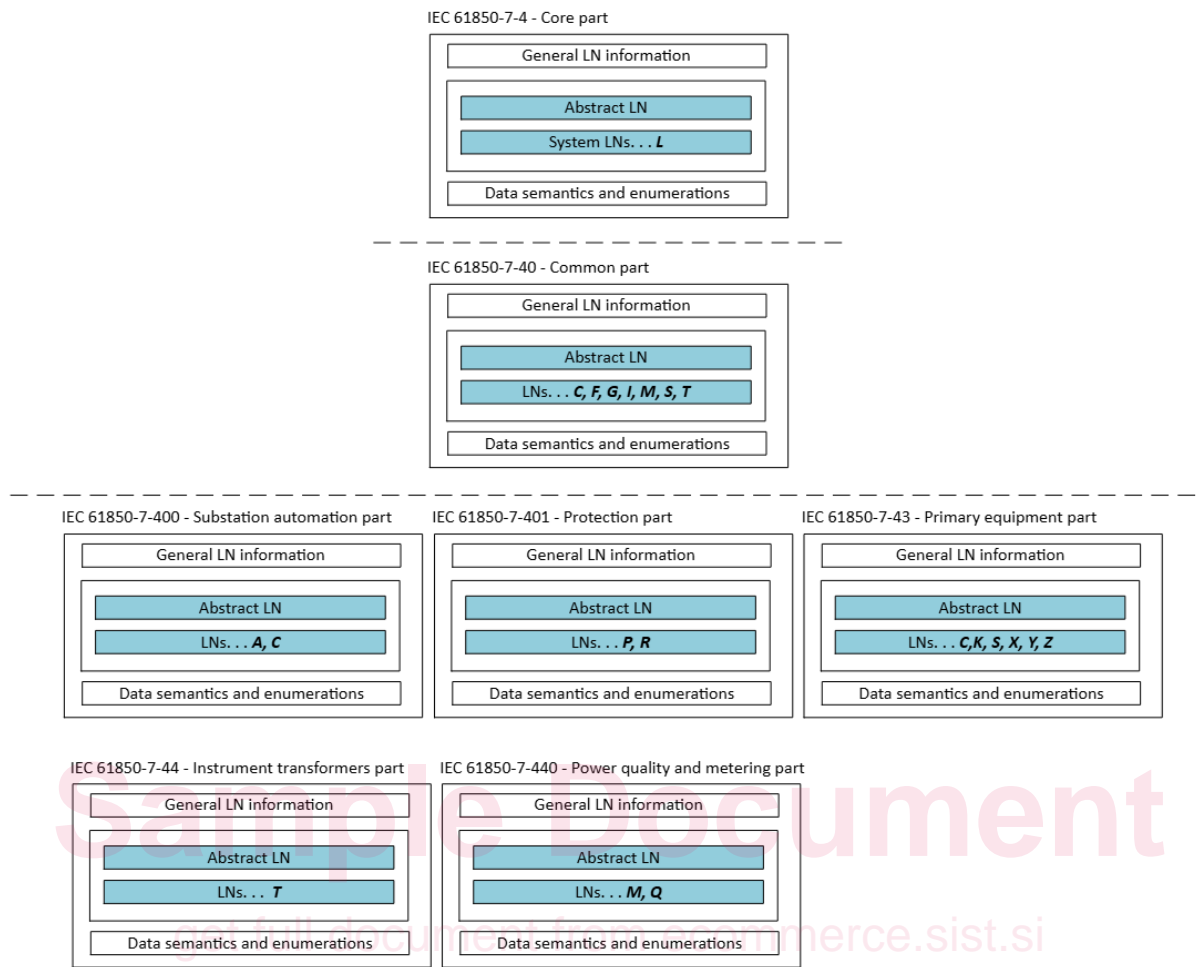 IEC 61850-7-4 - Core part
General LN information
Abstract LN
System LNs. . . L
Data semantics and enumerations
IEC 61850-7-40 - Common part
General LN information
Abstract LN
LNs. . . C, F, G, I, M, S, T
Data semantics and enumerations
IEC 61850-7-400 - Substation automation part
General LN information
Abstract LN
LNs. . . A, C
Data semantics and enumerations
IEC 61850-7-401 - Protection part
General LN information
Abstract LN
LNs. . . P, R
Data semantics and enumerations
IEC 61850-7-43 - Primary equipment part
General LN information
Abstract LN
LNs. . . C,K, S, X, Y, Z
Data semantics and enumerations
IEC 61850-7-44 - Instrument transformers part
General LN information
Abstract LN
LNs. . . T
Data semantics and enumerations
IEC 61850-7-440 - Power quality and metering part
General LN information
Abstract LN
LNs. . . M, Q
Data semantics and enumerations
Sample Document
get full document from ecommerce.sist.si